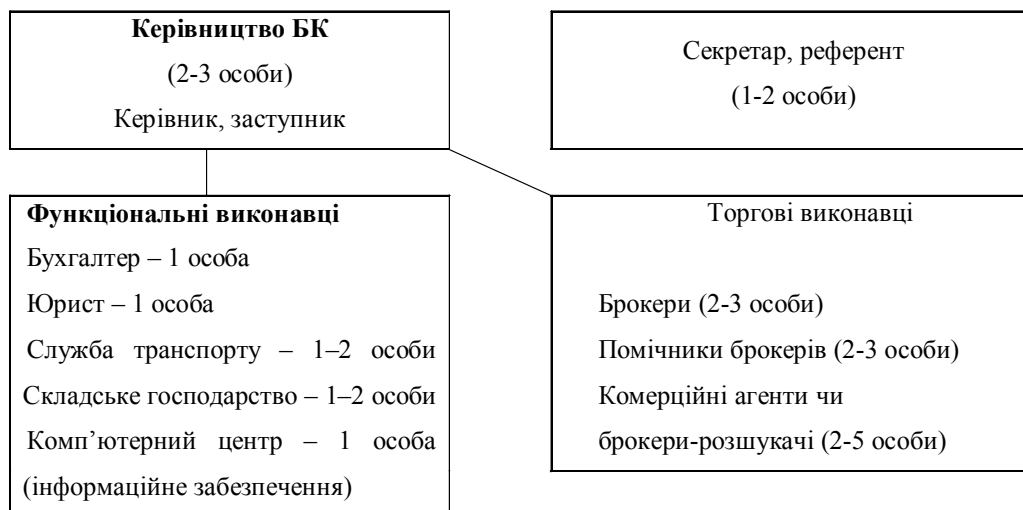 Керівництво БК
(2-3 особи)
Керівник, заступник
Секретар, референт
(1-2 особи)
Функціональні виконавці
Бухгалтер – 1 особа
Юрист – 1 особа
Служба транспорту – 1–2 особи
Складське господарство – 1–2 особи
Комп’ютерний центр – 1 особа
(інформаційне забезпечення)
Торгові виконавці
Брокери (2-3 особи)
Помічники брокерів (2-3 особи)
Комерційні агенти чи
брокери-розшукачі (2-5 особи)